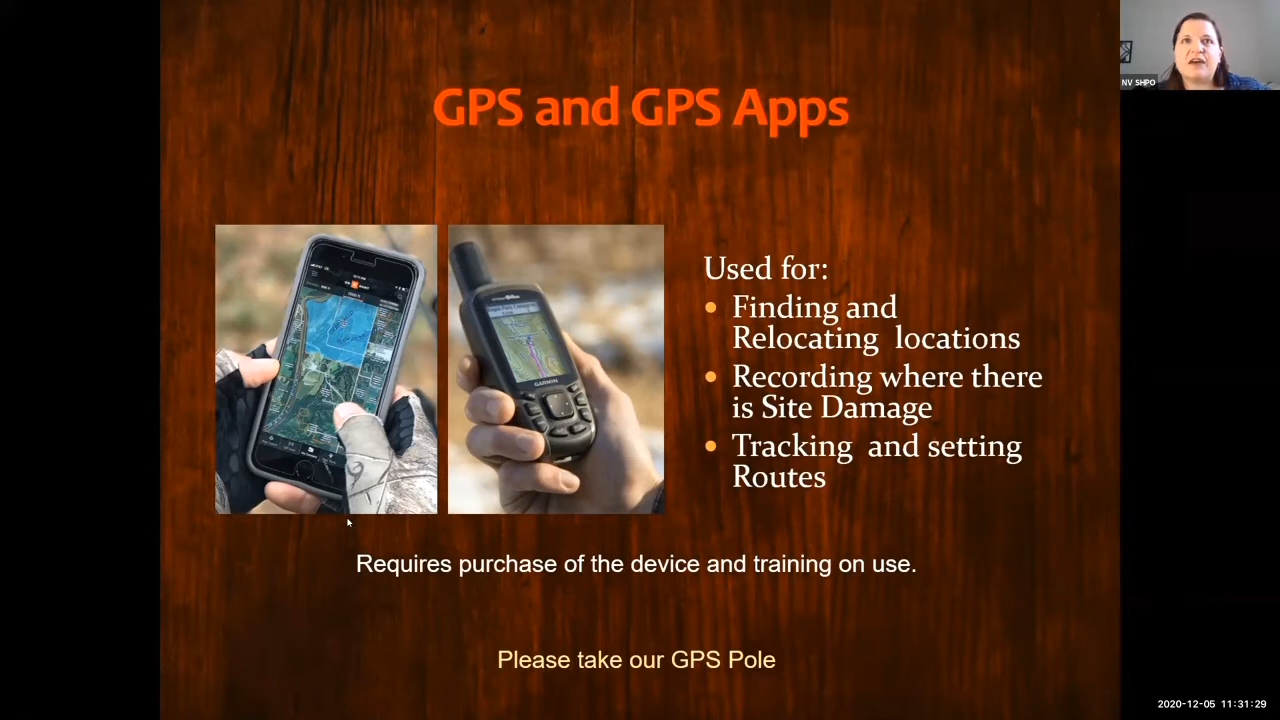 GPS and GPS Apps
NV SHPO
GARMIN
Used for:
• Finding and
Relocating locations
• Recording where there
is Site Damage
• Tracking and setting
Routes
Requires purchase of the device and training on use.
Please take our GPS Pole
2020-12-05 11:31:29